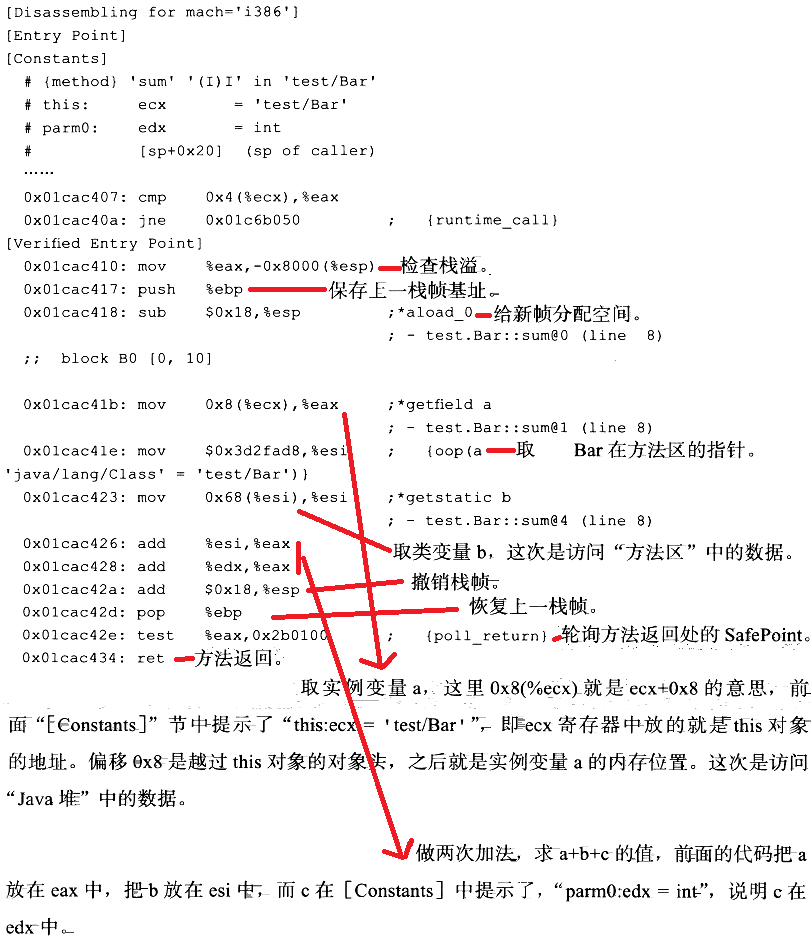 [Disassembling for mach='i386']
[Entry Point]
[Constants]
# {method} 'sum' '(I)I' in 'test/Bar'
# this: ecx = 'test/Bar'
# parm0: edx = int
# [sp+0x20] (sp of caller)
……
0x01cac407: cmp 0x4(%ecx),%eax
0x01cac40a: jne 0x01c6b050 ; {runtime_call}
[Verified Entry Point]
0x01cac410: mov %eax,-0x8000(%esp) 检查栈溢。
0x01cac417: push %ebp 保存上一栈帧基址。
0x01cac418: sub $0x18,%esp ;*aload_0 给新帧分配空间。
; - test.Bar::sum@0 (line 8)
;; block B0 [0, 10]
0x01cac41b: mov 0x8(%ecx),%eax ;*getfield a
; - test.Bar::sum@1 (line 8)
0x01cac41e: mov $0x3d2fad8,%esi ; {oop(a 取 Bar 在方法区的指针。
'java/lang/Class' = 'test/Bar')}
0x01cac423: mov 0x68(%esi),%esi ;*getstatic b
; - test.Bar::sum@4 (line 8)
0x01cac426: add %esi,%eax
取类变量 b，这次是访问“方法区”中的数据。
0x01cac428: add %edx,%eax
0x01cac42a: add $0x18,%esp 撤销栈帧。
0x01cac42d: pop %ebp 恢复上一栈帧。
0x01cac42e: test %eax,0x2b0100 ; {poll_return} 轮询方法返回处的 SafePoint。
0x01cac434: ret 方法返回。
取实例变量 a，这里 0x8(%ecx) 就是 ecx+0x8 的意思，前
面“[Constants]”节中提示了“this:ecx = 'test/Bar'”，即 ecx 寄存器中放的就是 this 对象
的地址。偏移 0x8 是越过 this 对象的对象头，之后就是实例变量 a 的内存位置。这次是访问
“Java 堆”中的数据。
做两次加法，求 a+b+c 的值，前面的代码把 a
放在 eax 中，把 b 放在 esi 中，而 c 在［Constants］中提示了，“parm0:edx = int”，说明 c 在
edx 中。